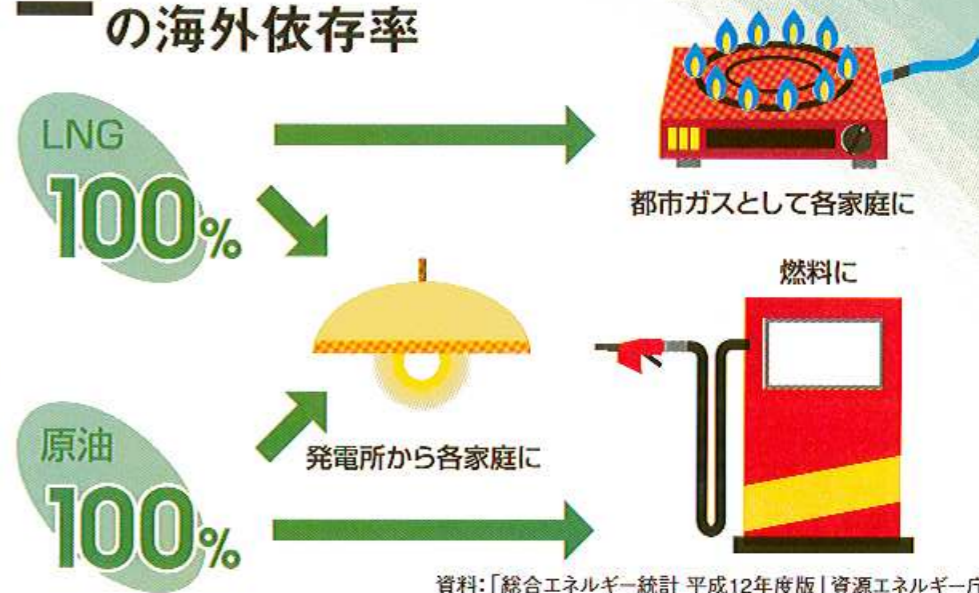 の海外依存率
LNG
100%
都市ガスとして各家庭に
燃料に
原油
100%
発電所から各家庭に
資料:「総合エネルギー統計 平成12年度版」資源エネルギー庁